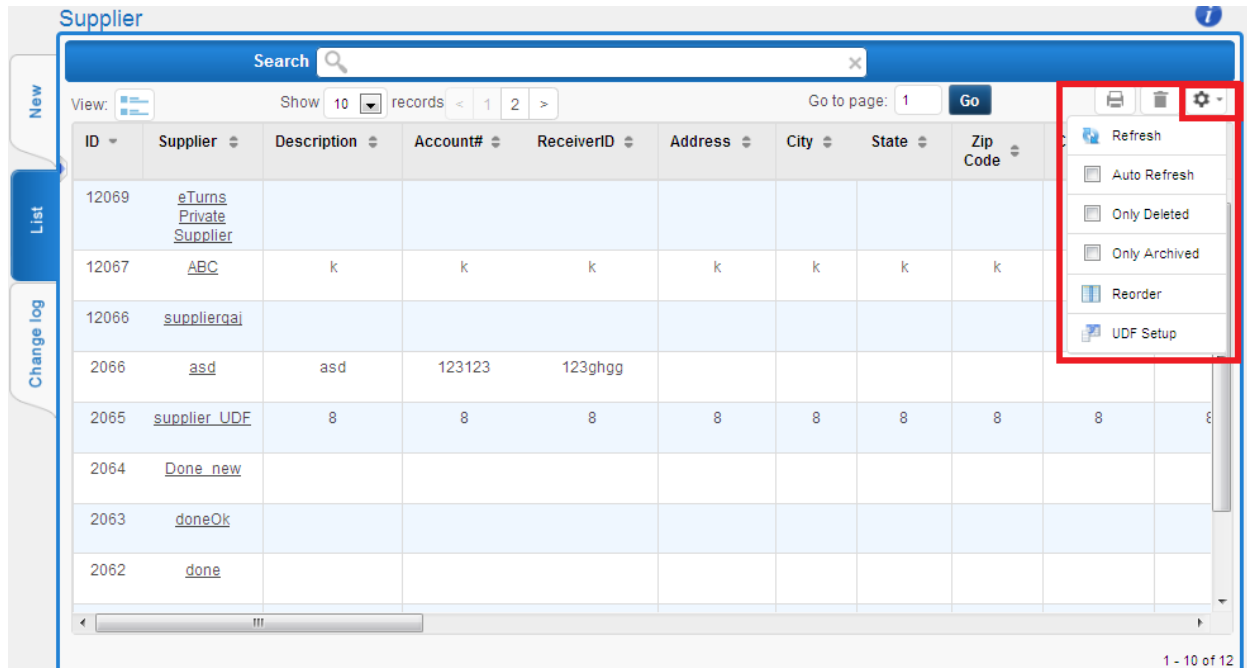 Supplier
Search
New
View: Show 10 records < 1 2 > Go to page: 1 Go
ID Supplier Description Account# ReceiverID Address City State Zip Code
Refresh
Auto Refresh
Only Deleted
Only Archived
Reorder
UDF Setup
List
Change log
12069 eTurns Private Supplier
12067 ABC k k k k k k k
12066 supplierqaj
2066 asd asd 123123 123ghgg
2065 supplier_UDF 8 8 8 8 8 8 8 8 8
2064 Done_new
2063 doneOk
2062 done
1 - 10 of 12